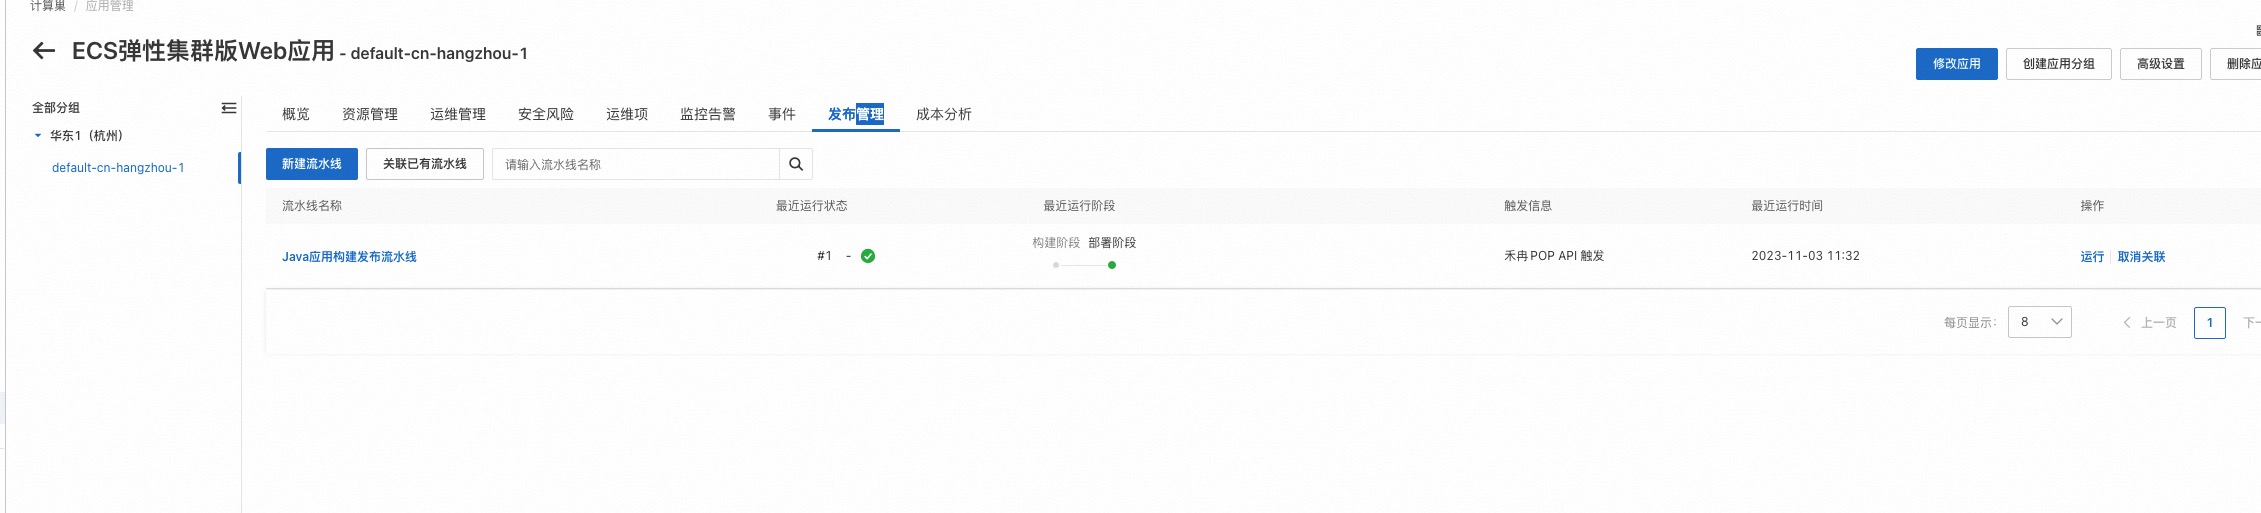 计算巢 / 应用管理
ECS弹性集群版Web应用 - default-cn-hangzhou-1
修改应用 创建应用分组 高级设置 删除应
全部分组
华东1（杭州）
default-cn-hangzhou-1
概览 资源管理 运维管理 安全风险 运维项 监控告警 事件 发布管理 成本分析
新建流水线 关联已有流水线 请输入流水线名称
流水线名称 最近运行状态 最近运行阶段 触发信息 最近运行时间 操作
构建阶段 部署阶段
Java应用构建发布流水线 #1 - 禾冉 POP API 触发 2023-11-03 11:32 运行 取消关联
每页显示： 8 上一页 1 下一